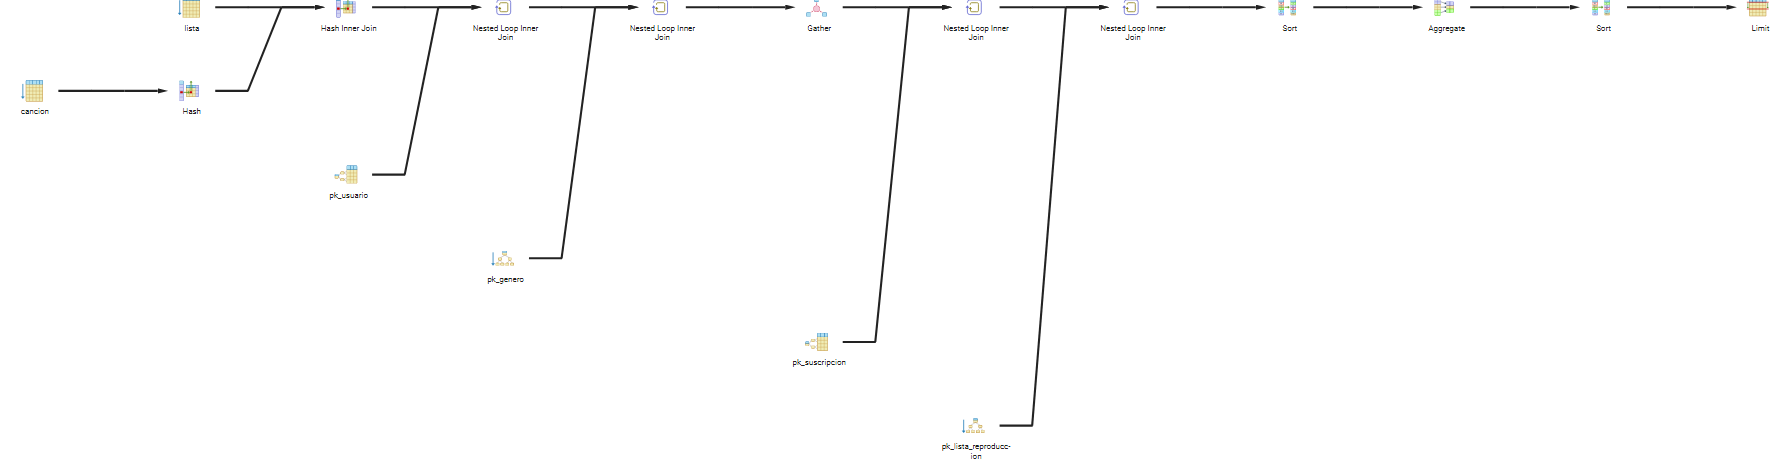 lista
Hash Inner Join
Nested Loop Inner
Join
Nested Loop Inner
Join
Gather
Nested Loop Inner
Join
Nested Loop Inner
Join
Sort
Aggregate
Sort
Limit
cancion
Hash
pk_usuario
pk_genero
pk_suscripcion
pk_lista_reproducc-
ion